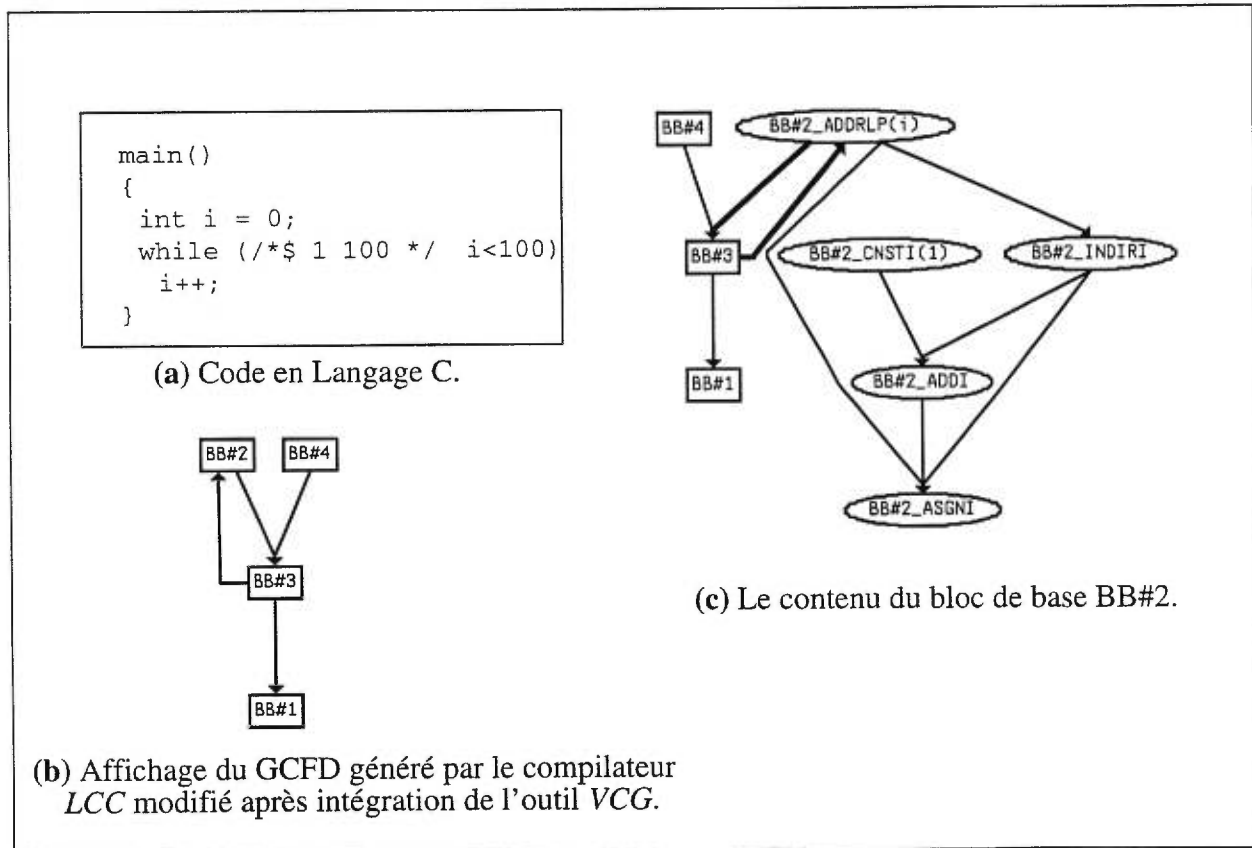 main()
{
int i = 0;
while (/*$ 1 100 */ i<100)
i++;
}
(a) Code en Langage C.
BB#2
BB#4
BB#3
BB#1
(b) Affichage du GCFD généré par le compilateur
LCC modifié après intégration de l'outil VCG.
BB#4
BB#2_ADDRLP(i)
BB#3
BB#2_CNSTI(1)
BB#2_INDIRI
BB#1
BB#2_ADDI
BB#2_ASGNI
(c) Le contenu du bloc de base BB#2.